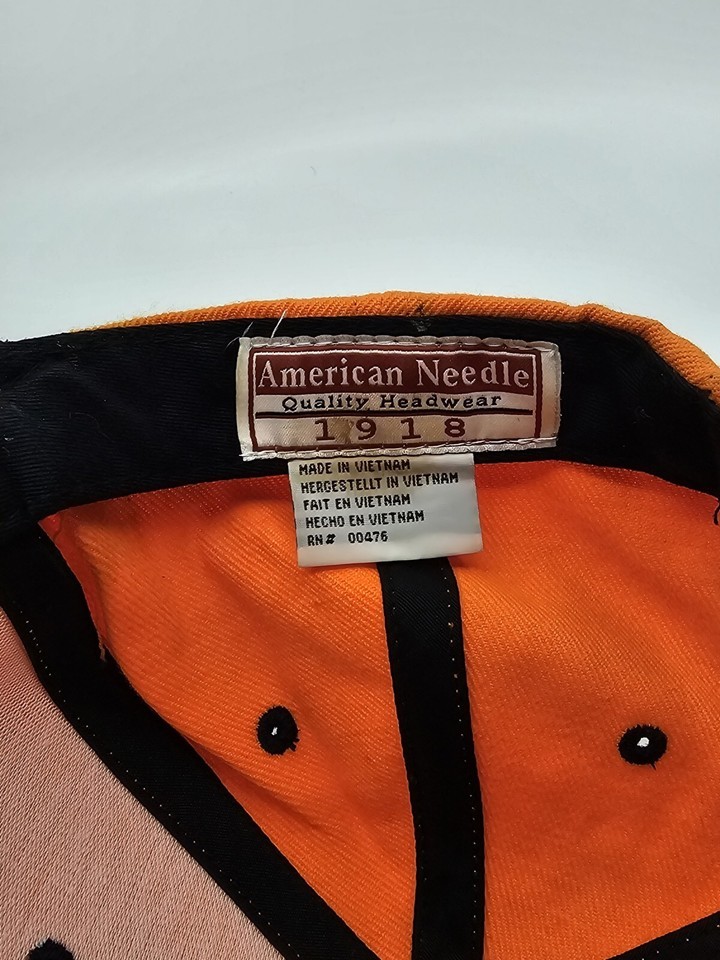 American Needle
Quality Headwear
1918
MADE IN VIETNAM
HERGESTELLT IN VIETNAM
FAIT EN VIETNAM
HECHO EN VIETNAM
RN# 00476